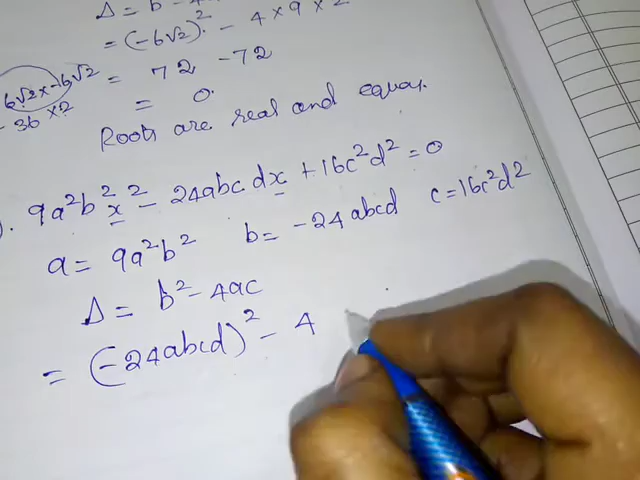 Δ = b
= (-6√2)² - 4 × 9 × 2
6√2 x -6√2 = 72 - 72
- 36 × 2 = 0.
Roots are real and equal.
). 9a²b²x² - 24abcdx + 16c²d² = 0
a = 9a²b² b = -24abcd c = 16c²d²
Δ = b² - 4ac
= (-24abcd)² - 4